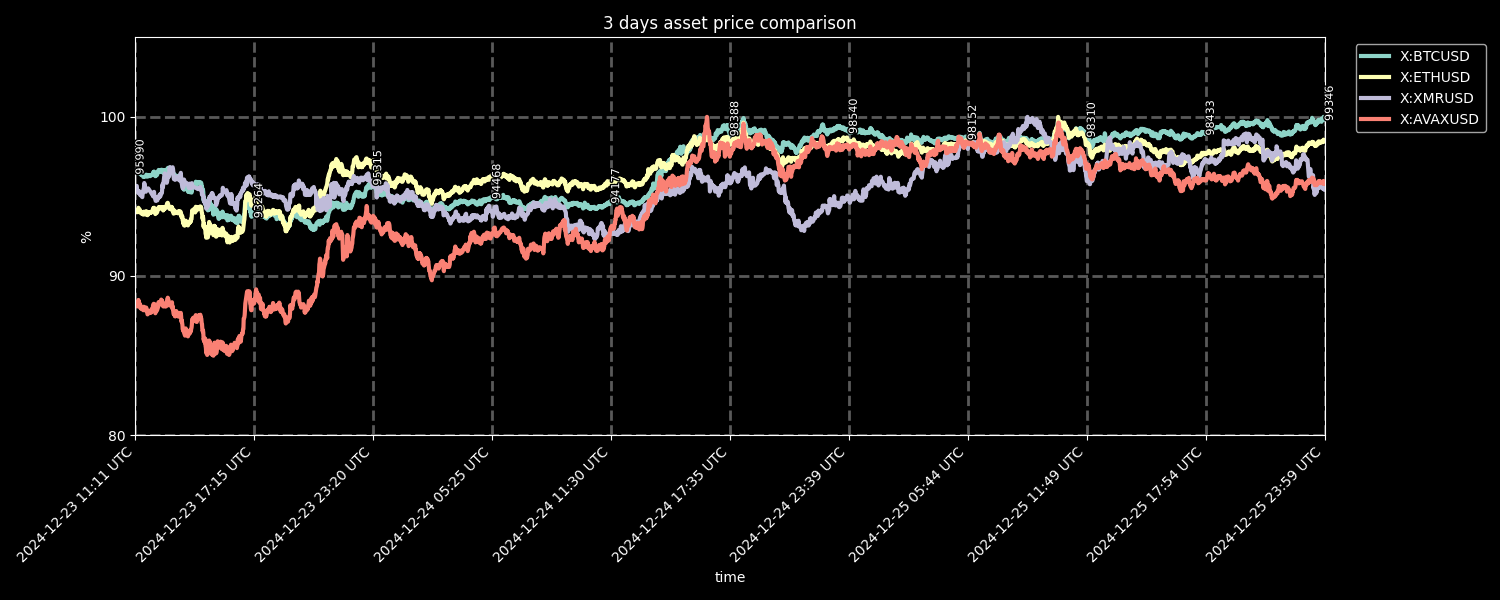 3 days asset price comparison
X:BTCUSD
X:ETHUSD
X:XMRUSD
X:AVAXUSD
%
100
90
80
95990
93264
95315
94468
94177
98388
98540
98152
98310
98433
99346
2024-12-23 11:11 UTC
2024-12-23 17:15 UTC
2024-12-23 23:20 UTC
2024-12-24 05:25 UTC
2024-12-24 11:30 UTC
2024-12-24 17:35 UTC
2024-12-24 23:39 UTC
2024-12-25 05:44 UTC
2024-12-25 11:49 UTC
2024-12-25 17:54 UTC
2024-12-25 23:59 UTC
time